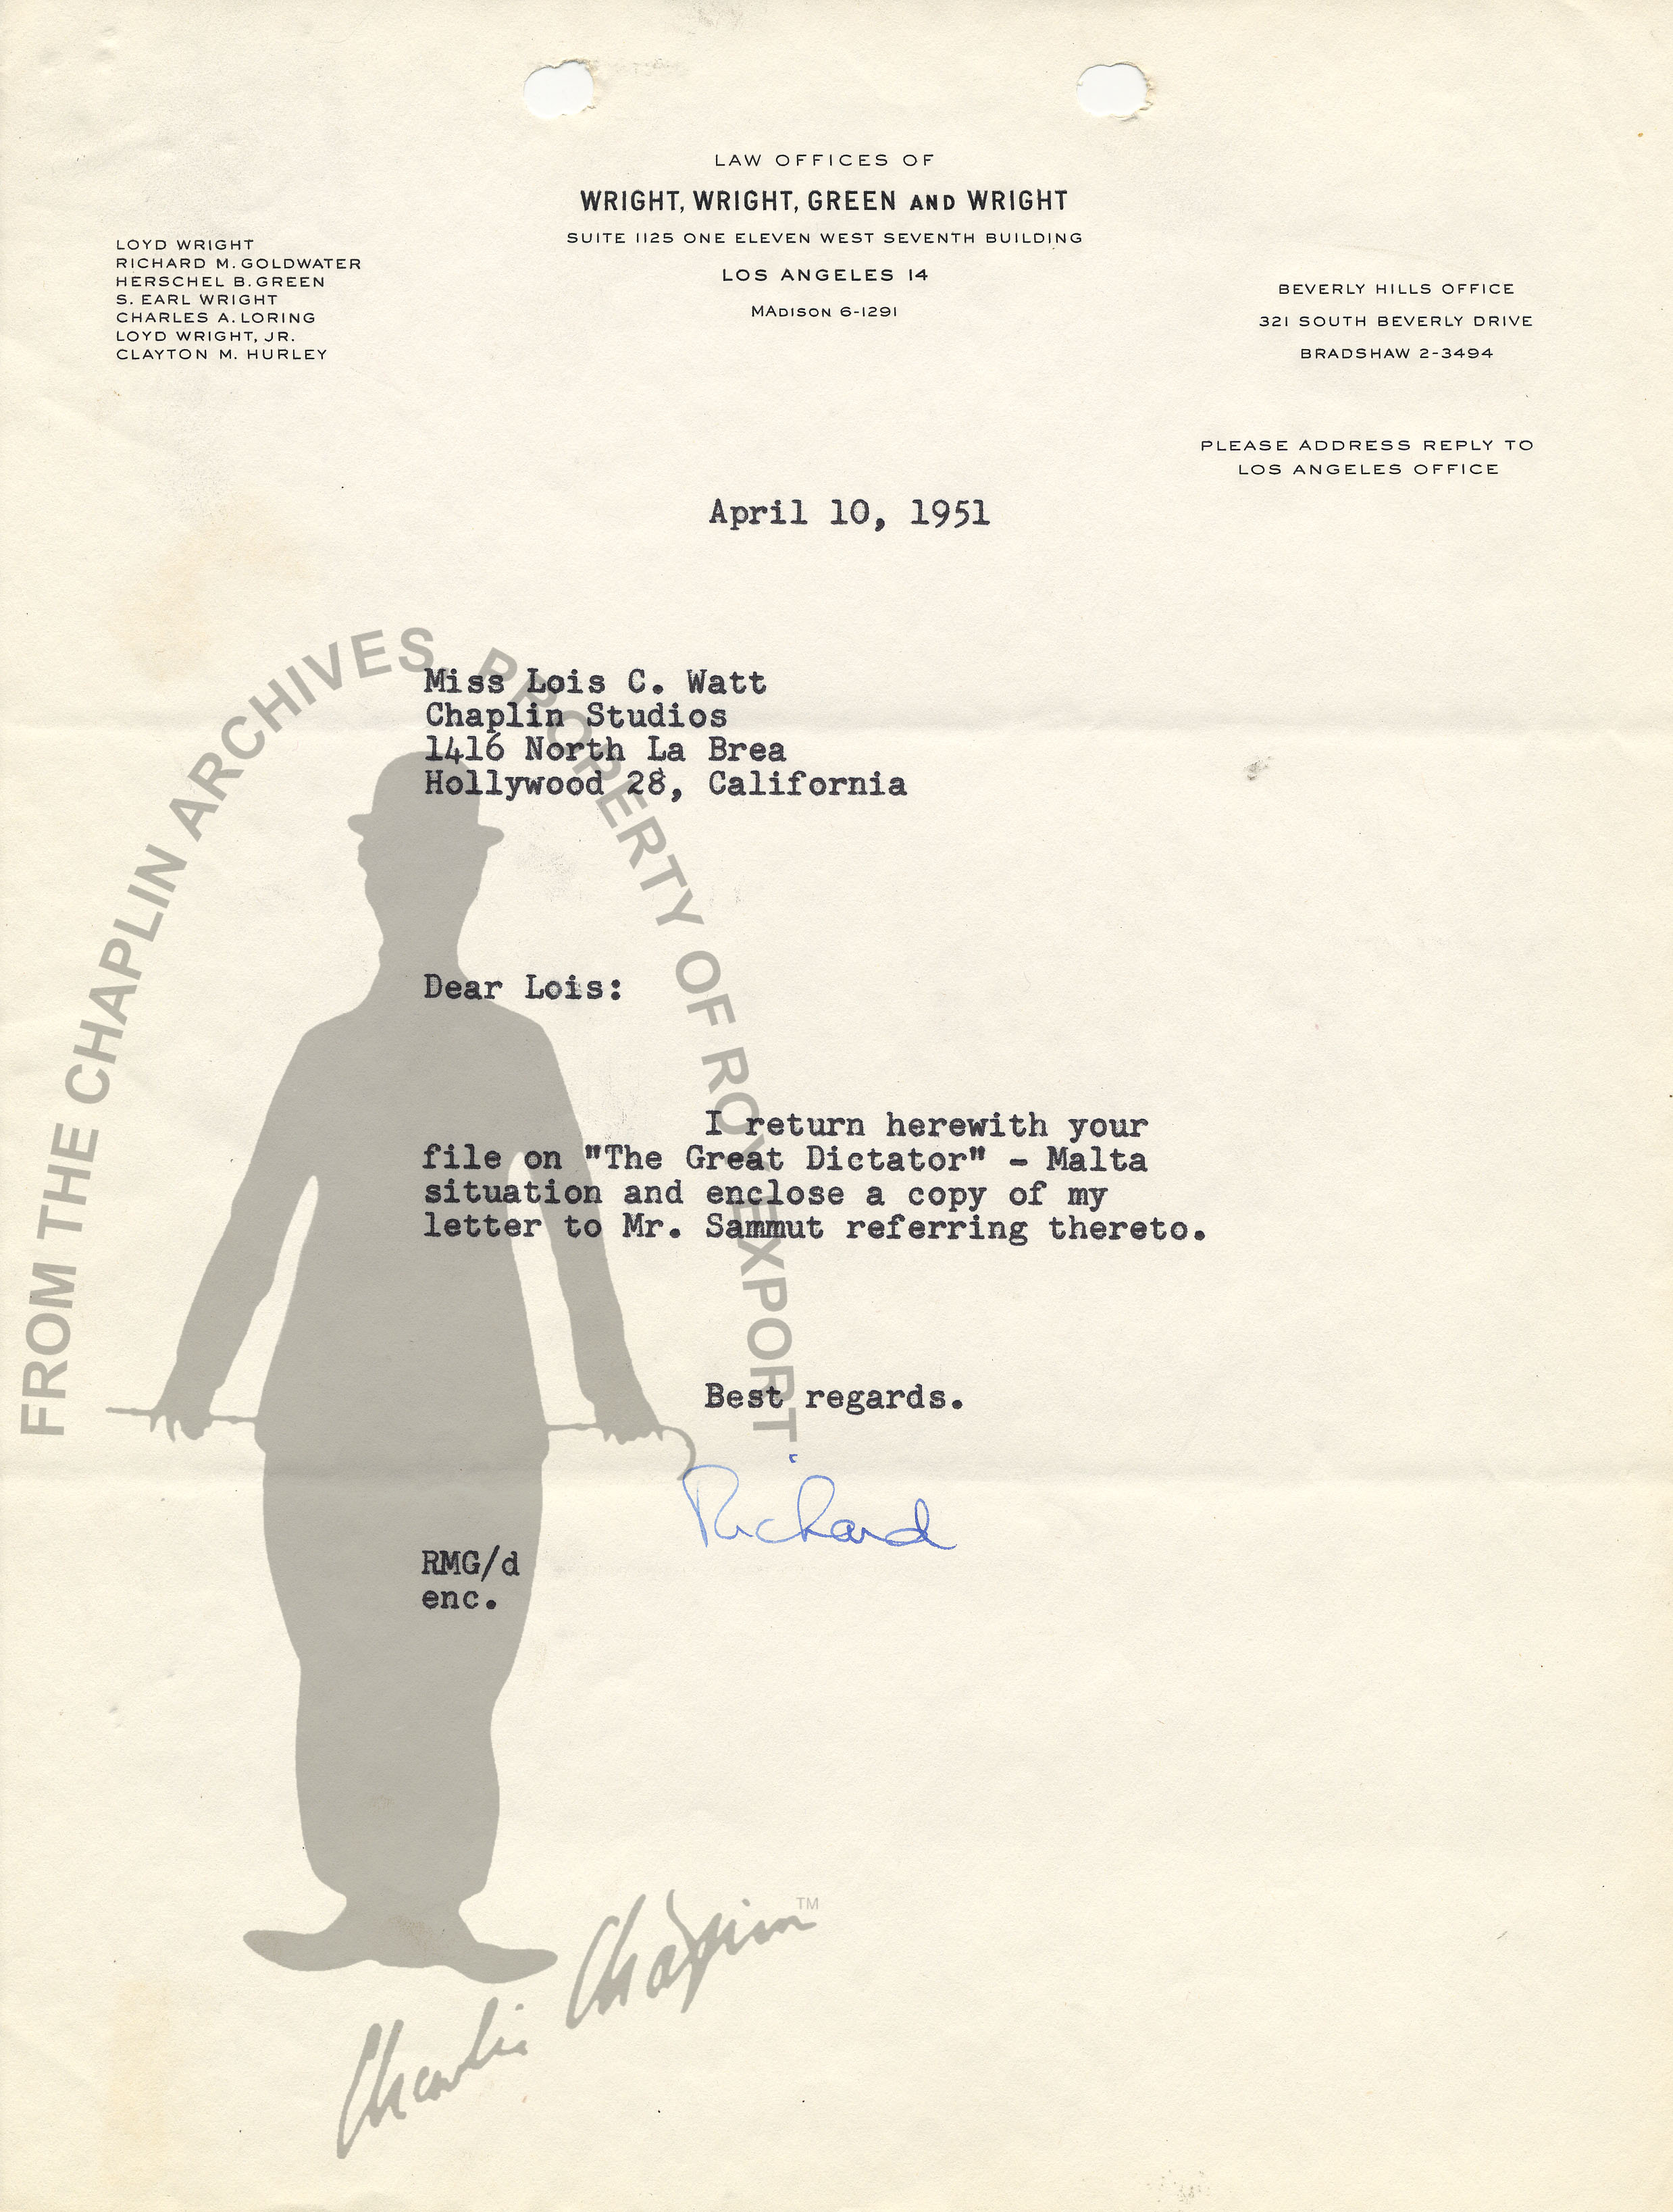 LAW OFFICES OF
WRIGHT, WRIGHT, GREEN AND WRIGHT
SUITE 1125 ONE ELEVEN WEST SEVENTH BUILDING
LOS ANGELES 14
MADISON 6-1291
LOYD WRIGHT
RICHARD M. GOLDWATER
HERSCHEL B. GREEN
S. EARL WRIGHT
CHARLES A. LORING
LOYD WRIGHT, JR.
CLAYTON M. HURLEY
BEVERLY HILLS OFFICE
321 SOUTH BEVERLY DRIVE
BRADSHAW 2-3494
PLEASE ADDRESS REPLY TO
LOS ANGELES OFFICE
April 10, 1951
Miss Lois C. Watt
Chaplin Studios
1416 North La Brea
Hollywood 28, California
Dear Lois:
I return herewith your
file on "The Great Dictator" - Malta
situation and enclose a copy of my
letter to Mr. Sammut referring thereto.
Best regards.
Richard
RMG/d
enc.
FROM THE CHAPLIN ARCHIVES, PROPERTY OF ROY EXPORT
Charlie Chaplin TM